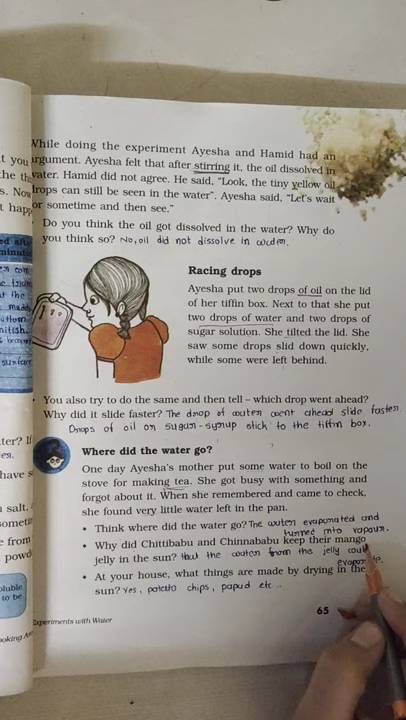 While doing the experiment Ayesha and Hamid had an
argument. Ayesha felt that after stirring it, the oil dissolved in
water. Hamid did not agree. He said, "Look, the tiny yellow oil
drops can still be seen in the water". Ayesha said, "Let's wait
for sometime and then see."
Do you think the oil got dissolved in the water? Why do
you think so? No, oil did not dissolve in water.
Racing drops
Ayesha put two drops of oil on the lid
of her tiffin box. Next to that she put
two drops of water and two drops of
sugar solution. She tilted the lid. She
saw some drops slid down quickly,
while some were left behind.
• You also try to do the same and then tell – which drop went ahead?
Why did it slide faster? The drop of water went ahead slide faster.
Drops of oil on sugar-syrup stick to the tiffin box.
Where did the water go?
One day Ayesha's mother put some water to boil on the
stove for making tea. She got busy with something and
forgot about it. When she remembered and came to check,
she found very little water left in the pan.
• Think where did the water go? The water evaporated and
turned into vapour.
• Why did Chittibabu and Chinnababu keep their mango
jelly in the sun? that the water from the jelly could
evaporate.
• At your house, what things are made by drying in the
sun? Yes, potato chips, papad etc..
65
Experiments with Water